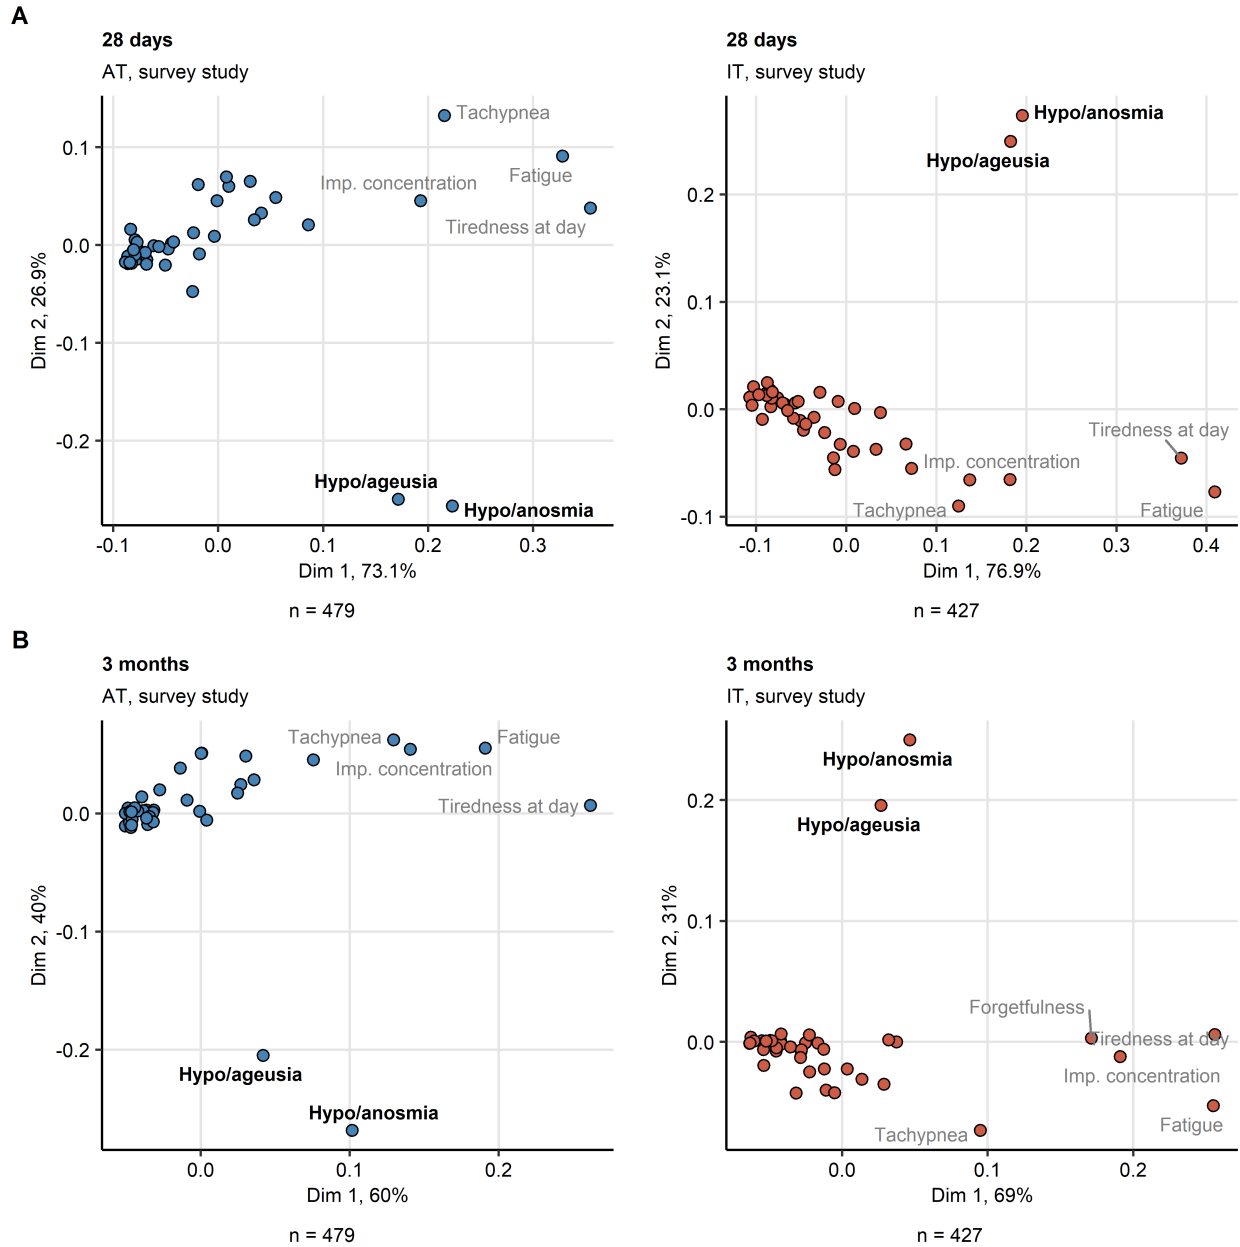 A
28 days
AT, survey study
Tachypnea
Fatigue
Imp. concentration
Tiredness at day
Hypo/ageusia
Hypo/anosmia
0.1
0.0
-0.1
-0.2
Dim 2, 26.9%
-0.1
0.0
0.1
0.2
0.3
Dim 1, 73.1%
n = 479
28 days
IT, survey study
Hypo/anosmia
Hypo/ageusia
Tiredness at day
Imp. concentration
Tachypnea
Fatigue
0.2
0.1
0.0
-0.1
Dim 2, 23.1%
-0.1
0.0
0.1
0.2
0.3
0.4
Dim 1, 76.9%
n = 427
B
3 months
AT, survey study
Tachypnea
Fatigue
Imp. concentration
Tiredness at day
Hypo/ageusia
Hypo/anosmia
0.0
-0.1
-0.2
Dim 2, 40%
0.0
0.1
0.2
Dim 1, 60%
n = 479
3 months
IT, survey study
Hypo/anosmia
Hypo/ageusia
Forgetfulness
Tiredness at day
Imp. concentration
Fatigue
Tachypnea
0.2
0.1
0.0
Dim 2, 31%
0.0
0.1
0.2
Dim 1, 69%
n = 427